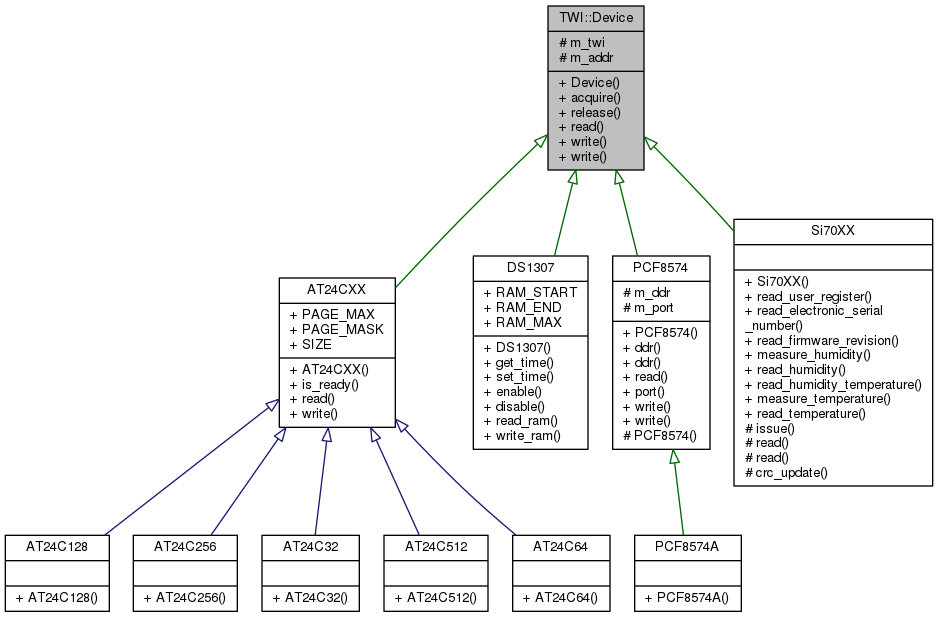 TWI::Device
# m_twi
# m_addr
+ Device()
+ acquire()
+ release()
+ read()
+ write()
+ write()
AT24CXX
+ PAGE_MAX
+ PAGE_MASK
+ SIZE
+ AT24CXX()
+ is_ready()
+ read()
+ write()
DS1307
+ RAM_START
+ RAM_END
+ RAM_MAX
+ DS1307()
+ get_time()
+ set_time()
+ enable()
+ disable()
+ read_ram()
+ write_ram()
PCF8574
# m_ddr
# m_port
+ PCF8574()
+ ddr()
+ ddr()
+ read()
+ port()
+ write()
+ write()
# PCF8574()
Si70XX
+ Si70XX()
+ read_user_register()
+ read_electronic_serial
_number()
+ read_firmware_revision()
+ measure_humidity()
+ read_humidity()
+ read_humidity_temperature()
+ measure_temperature()
+ read_temperature()
# issue()
# read()
# read()
# crc_update()
AT24C128
+ AT24C128()
AT24C256
+ AT24C256()
AT24C32
+ AT24C32()
AT24C512
+ AT24C512()
AT24C64
+ AT24C64()
PCF8574A
+ PCF8574A()